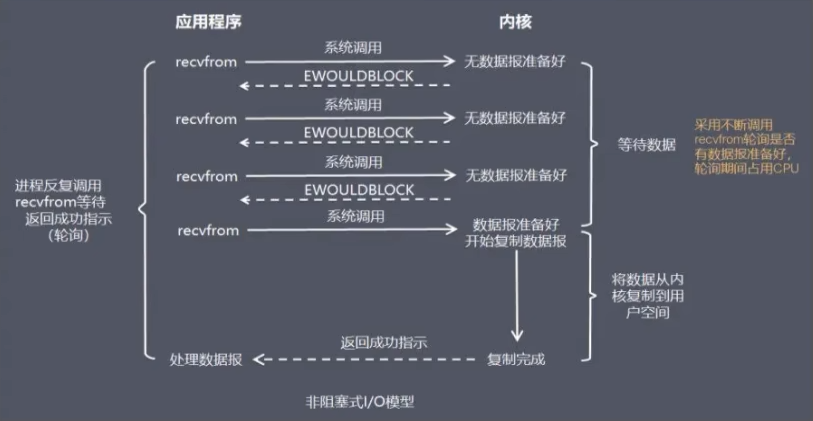 应用程序
内核
系统调用
recvfrom
无数据报准备好
EWOULDBLOCK
系统调用
recvfrom
无数据报准备好
EWOULDBLOCK
系统调用
recvfrom
无数据报准备好
EWOULDBLOCK
系统调用
recvfrom
数据报准备好
开始复制数据报
等待数据
采用不断调用
recvfrom轮询是否
有数据报准备好，
轮询期间占用CPU
进程反复调用
recvfrom等待
返回成功指示
（轮询）
将数据从内
核复制到用
户空间
返回成功指示
处理数据报
复制完成
非阻塞式I/O模型